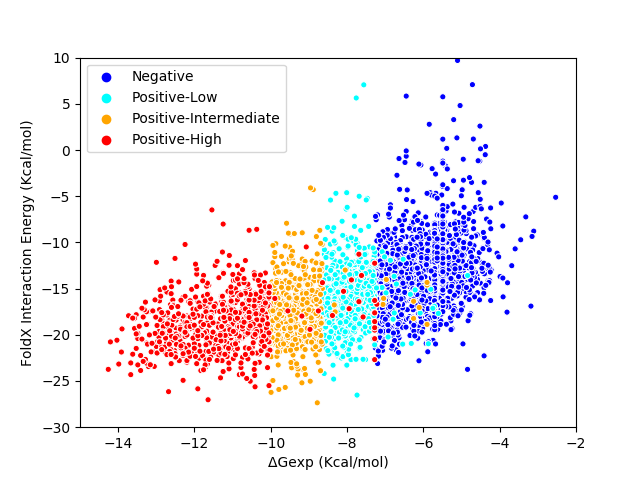 10
5
0
−5
−10
−15
−20
−25
−30
FoldX Interaction Energy (Kcal/mol)
Negative
Positive-Low
Positive-Intermediate
Positive-High
−14 −12 −10 −8 −6 −4 −2
ΔGexp (Kcal/mol)